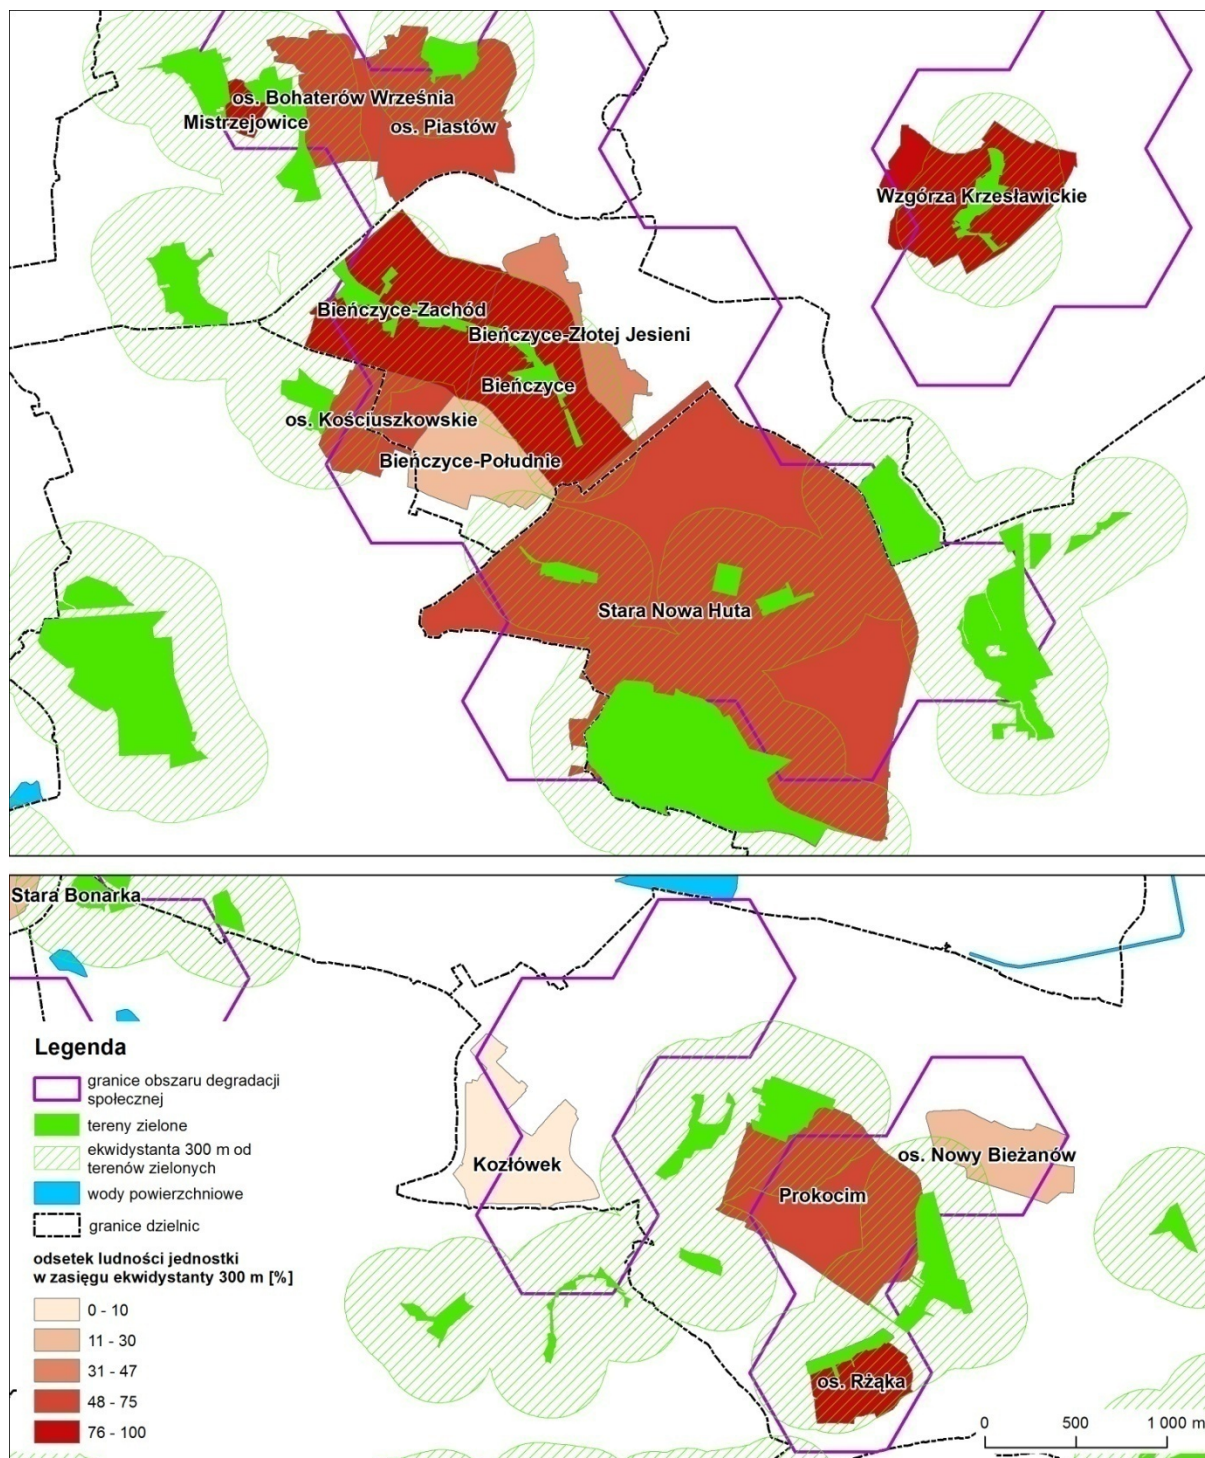 os. Bohaterów Września
Mistrzejowice
os. Piastów
Wzgórza Krzesławickie
Bieńczyce-Zachód
Bieńczyce-Złotej Jesieni
Bieńczyce
os. Kościuszkowskie
Bieńczyce-Południe
Stara Nowa Huta
Stara Bonarka
Kozłówek
os. Nowy Bieżanów
Prokocim
os. Rżąka
Legenda
granice obszaru degradacji
społecznej
tereny zielone
ekwidystanta 300 m od
terenów zielonych
wody powierzchniowe
granice dzielnic
odsetek ludności jednostki
w zasięgu ekwidystanty 300 m [%]
0 - 10
11 - 30
31 - 47
48 - 75
76 - 100
0 500 1 000 m